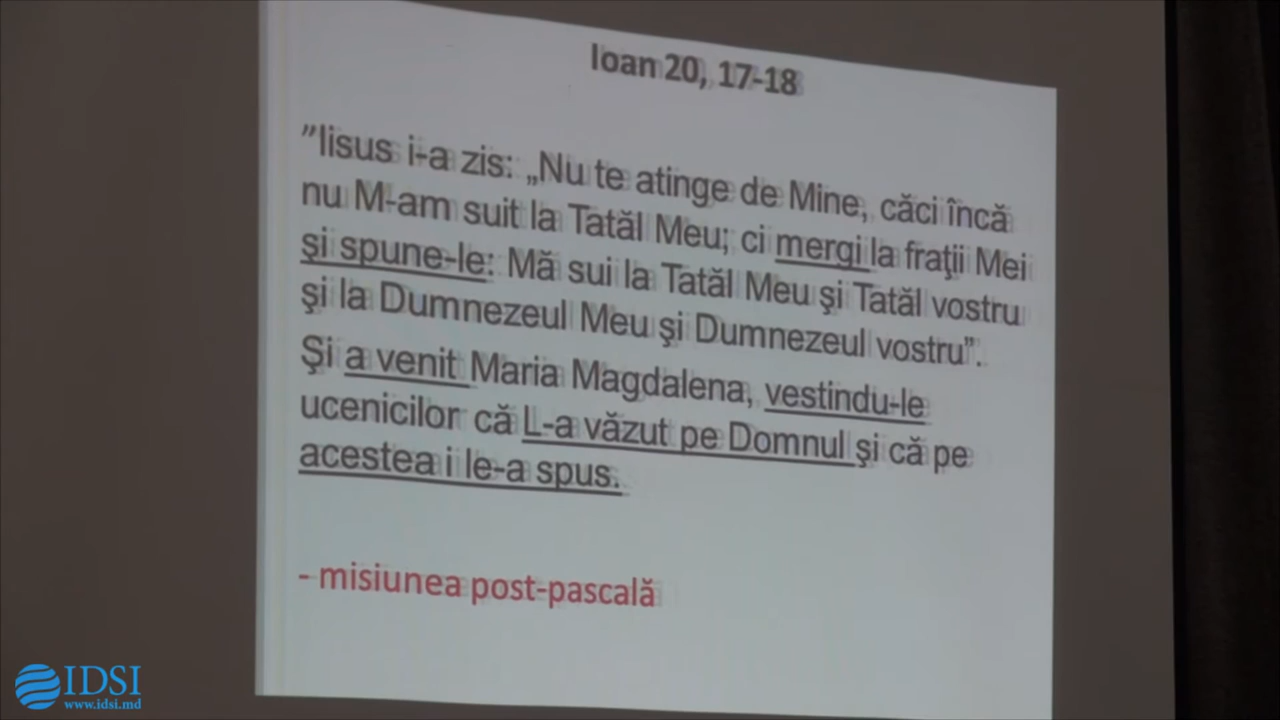 Ioan 20, 17-18
”Iisus i-a zis: „Nu te atinge de Mine, căci încă
nu M-am suit la Tatăl Meu; ci mergi la fraţii Mei
şi spune-le: Mă sui la Tatăl Meu şi Tatăl vostru
şi la Dumnezeul Meu şi Dumnezeul vostru”.
Şi a venit Maria Magdalena, vestindu-le
ucenicilor că L-a văzut pe Domnul şi că pe
acestea i le-a spus.
- misiunea post-pascală
IDSI
www.idsi.md